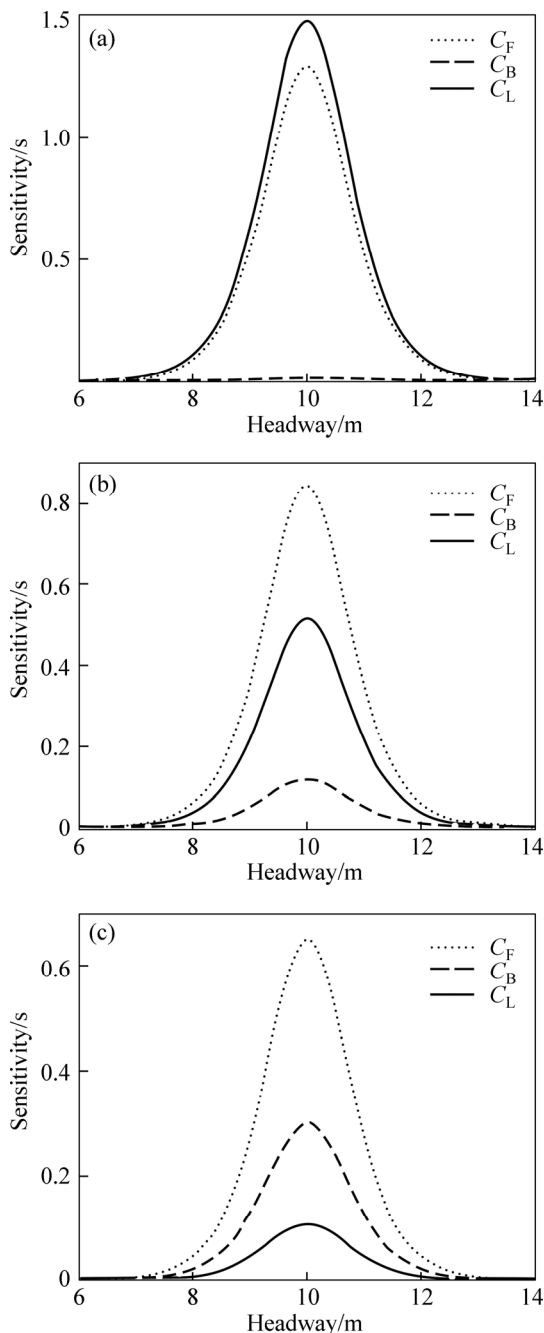 (a)
C_F
C_B
C_L
Sensitivity/s
1.5
1.0
0.5
6 8 10 12 14
Headway/m
(b)
C_F
C_B
C_L
Sensitivity/s
0.8
0.6
0.4
0.2
0
6 8 10 12 14
Headway/m
(c)
C_F
C_B
C_L
Sensitivity/s
0.6
0.4
0.2
0
6 8 10 12 14
Headway/m